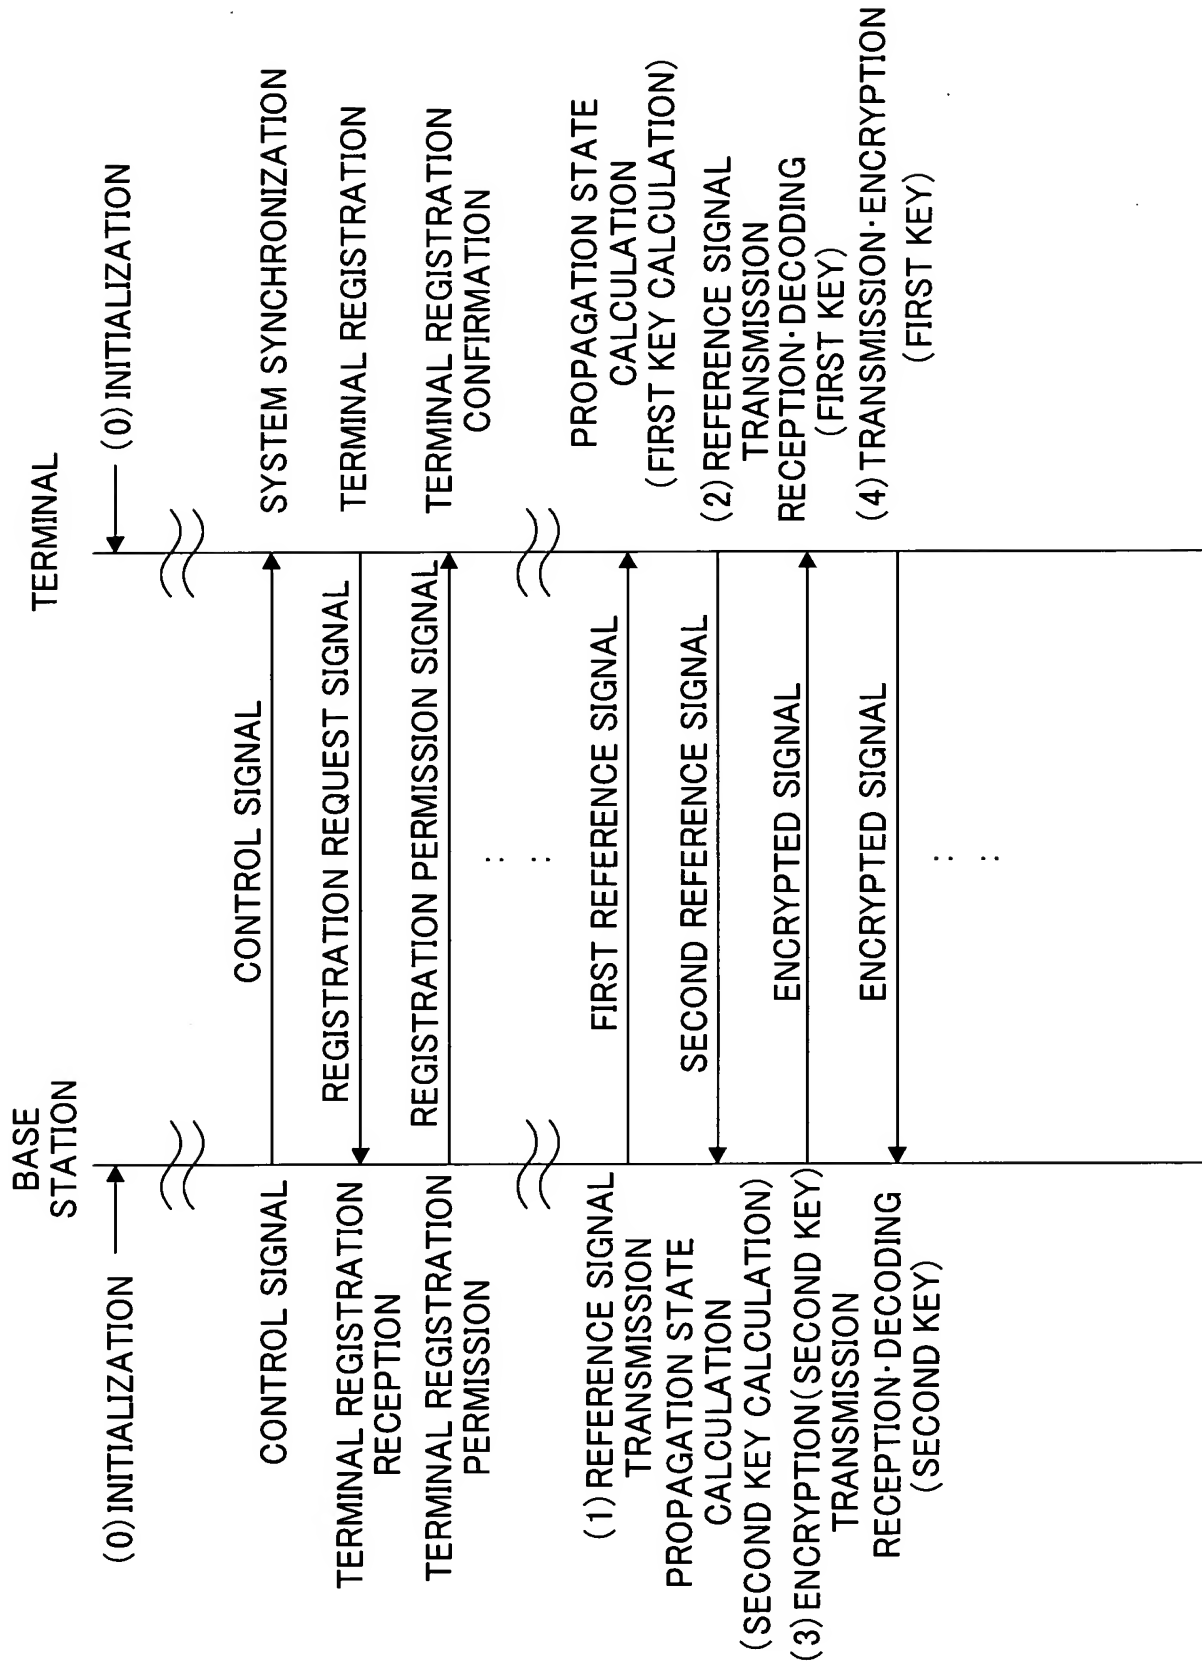 BASE
STATION
TERMINAL
(0)INITIALIZATION
(0)INITIALIZATION
CONTROL SIGNAL
CONTROL SIGNAL
SYSTEM SYNCHRONIZATION
TERMINAL REGISTRATION
RECEPTION
REGISTRATION REQUEST SIGNAL
TERMINAL REGISTRATION
TERMINAL REGISTRATION
PERMISSION
REGISTRATION PERMISSION SIGNAL
TERMINAL REGISTRATION
CONFIRMATION
(1)REFERENCE SIGNAL
TRANSMISSION
FIRST REFERENCE SIGNAL
PROPAGATION STATE
CALCULATION
(FIRST KEY CALCULATION)
PROPAGATION STATE
CALCULATION
(SECOND KEY CALCULATION)
SECOND REFERENCE SIGNAL
(2)REFERENCE SIGNAL
TRANSMISSION
(3)ENCRYPTION(SECOND KEY)
TRANSMISSION
ENCRYPTED SIGNAL
RECEPTION·DECODING
(FIRST KEY)
RECEPTION·DECODING
(SECOND KEY)
ENCRYPTED SIGNAL
(4)TRANSMISSION·ENCRYPTION
(FIRST KEY)